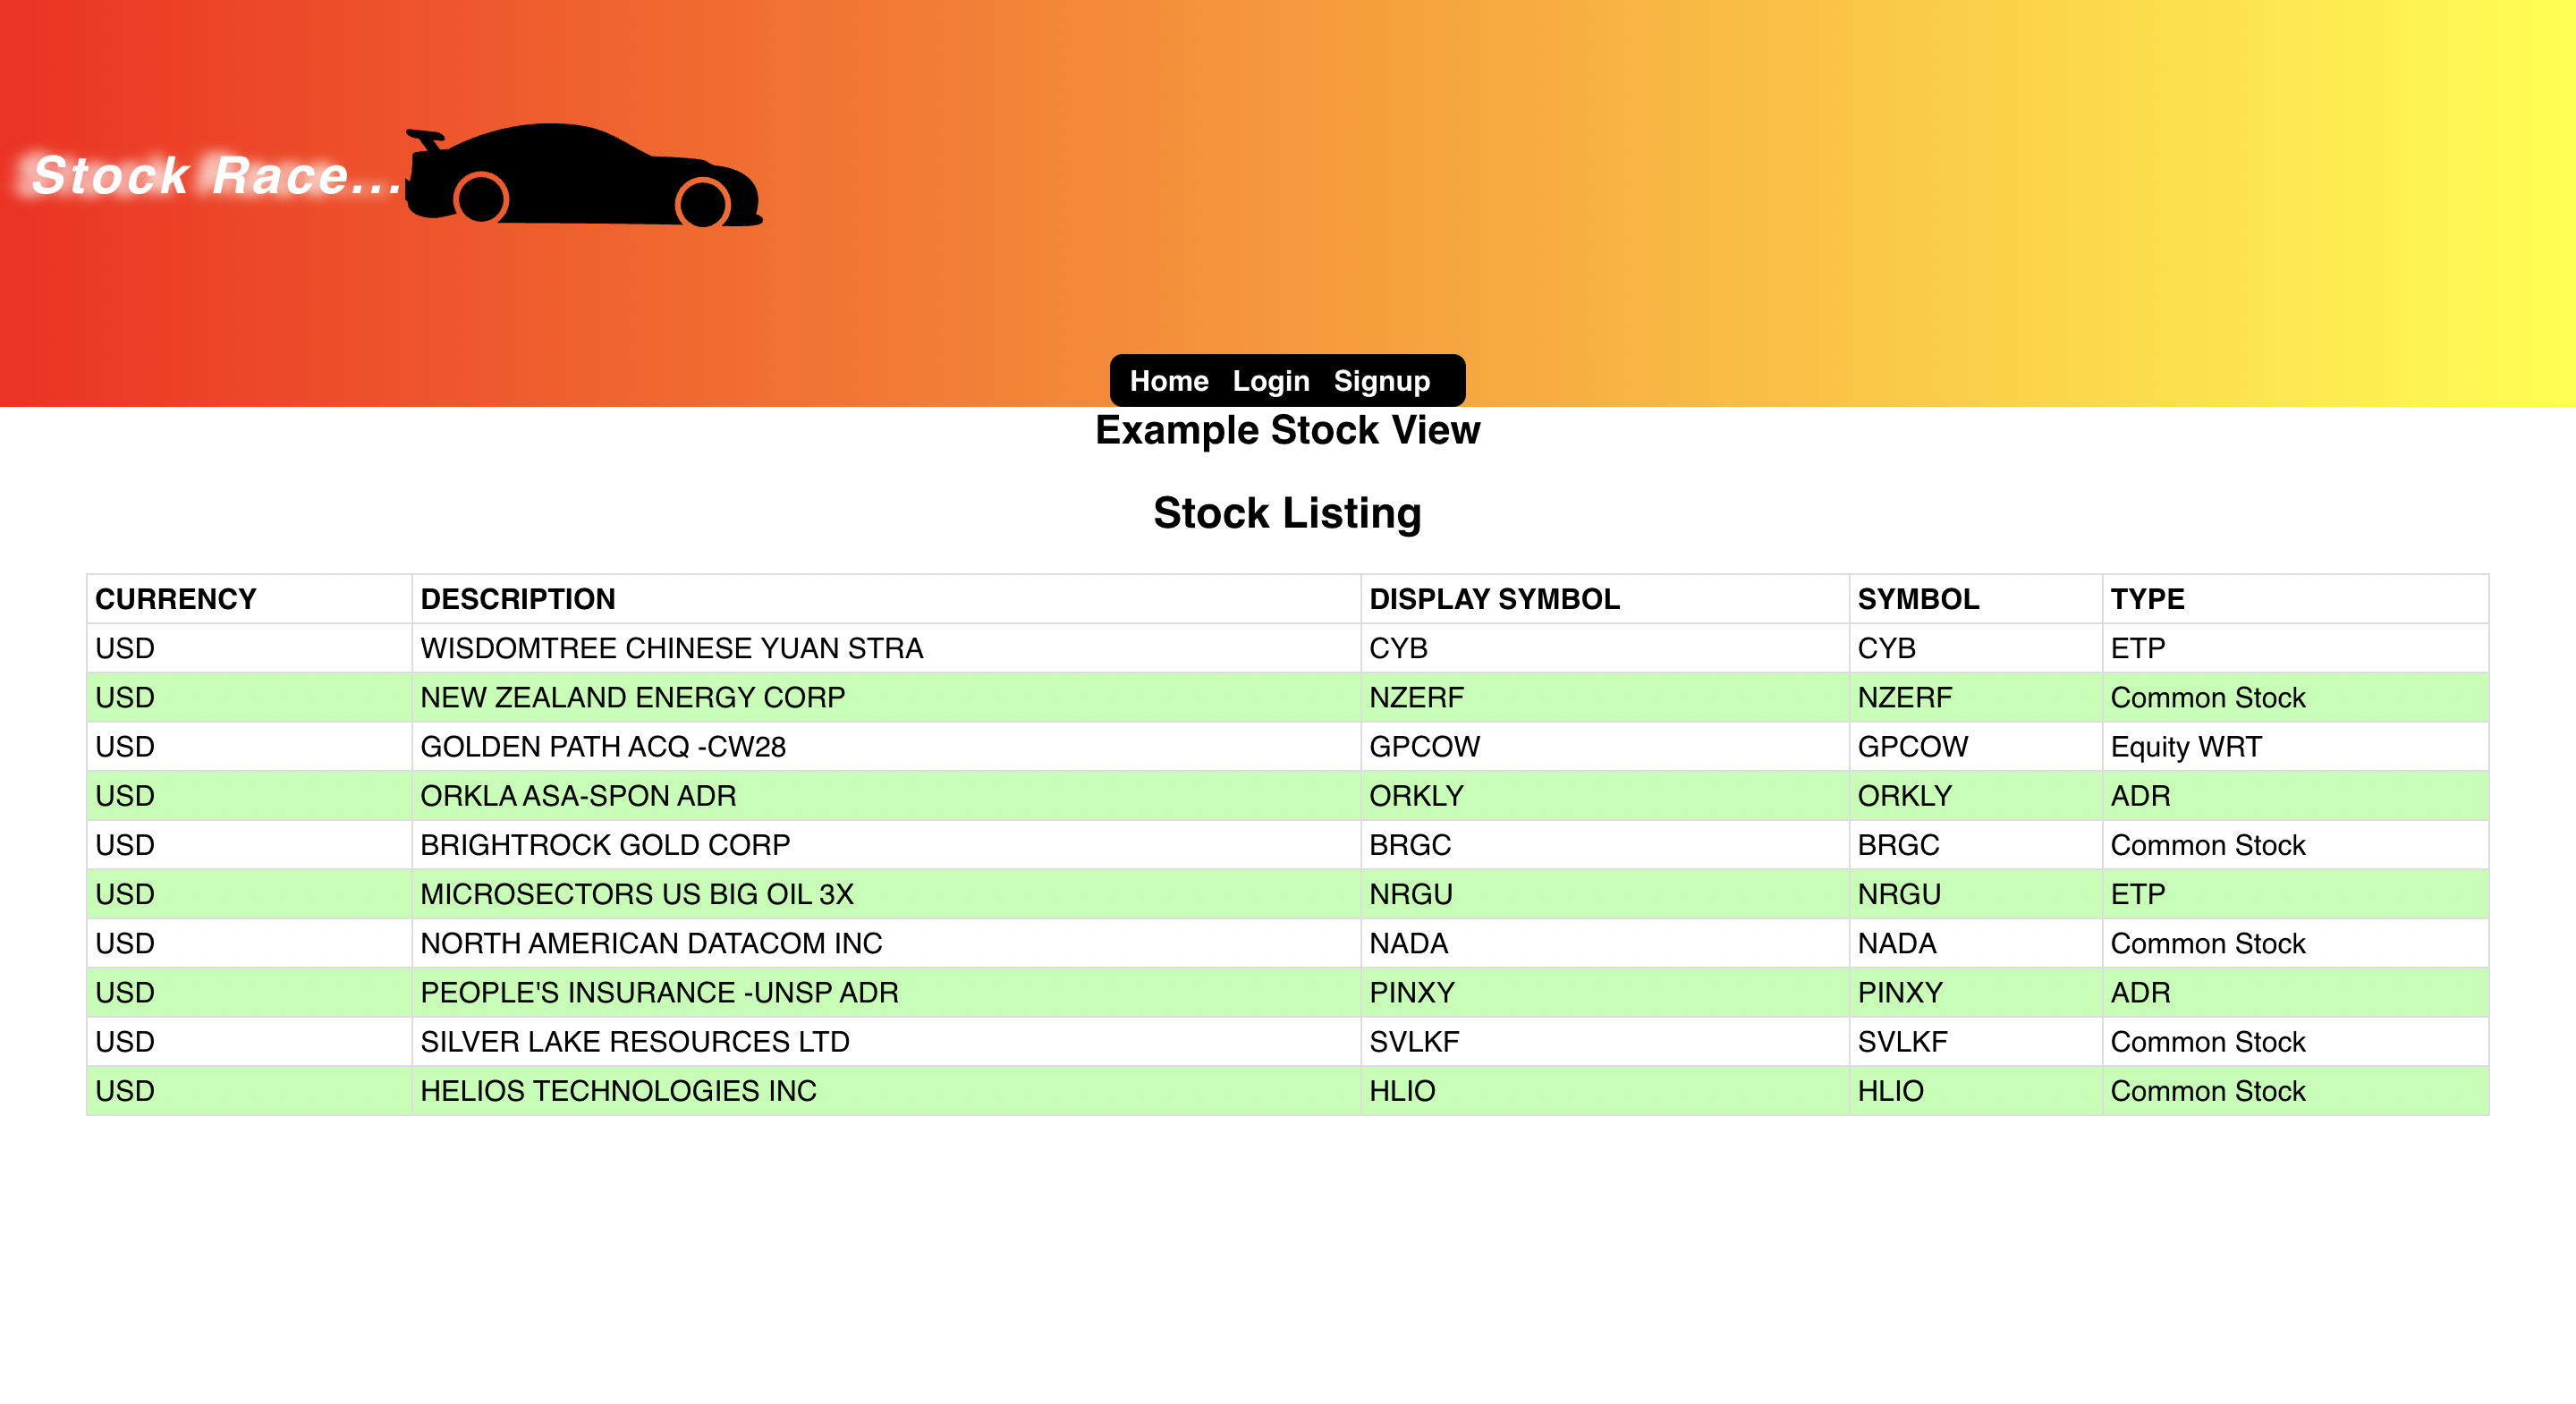 Stock Race...
Home Login Signup
Example Stock View
Stock Listing
CURRENCY DESCRIPTION DISPLAY SYMBOL SYMBOL TYPE
USD WISDOMTREE CHINESE YUAN STRA CYB CYB ETP
USD NEW ZEALAND ENERGY CORP NZERF NZERF Common Stock
USD GOLDEN PATH ACQ -CW28 GPCOW GPCOW Equity WRT
USD ORKLA ASA-SPON ADR ORKLY ORKLY ADR
USD BRIGHTROCK GOLD CORP BRGC BRGC Common Stock
USD MICROSECTORS US BIG OIL 3X NRGU NRGU ETP
USD NORTH AMERICAN DATACOM INC NADA NADA Common Stock
USD PEOPLE'S INSURANCE -UNSP ADR PINXY PINXY ADR
USD SILVER LAKE RESOURCES LTD SVLKF SVLKF Common Stock
USD HELIOS TECHNOLOGIES INC HLIO HLIO Common Stock